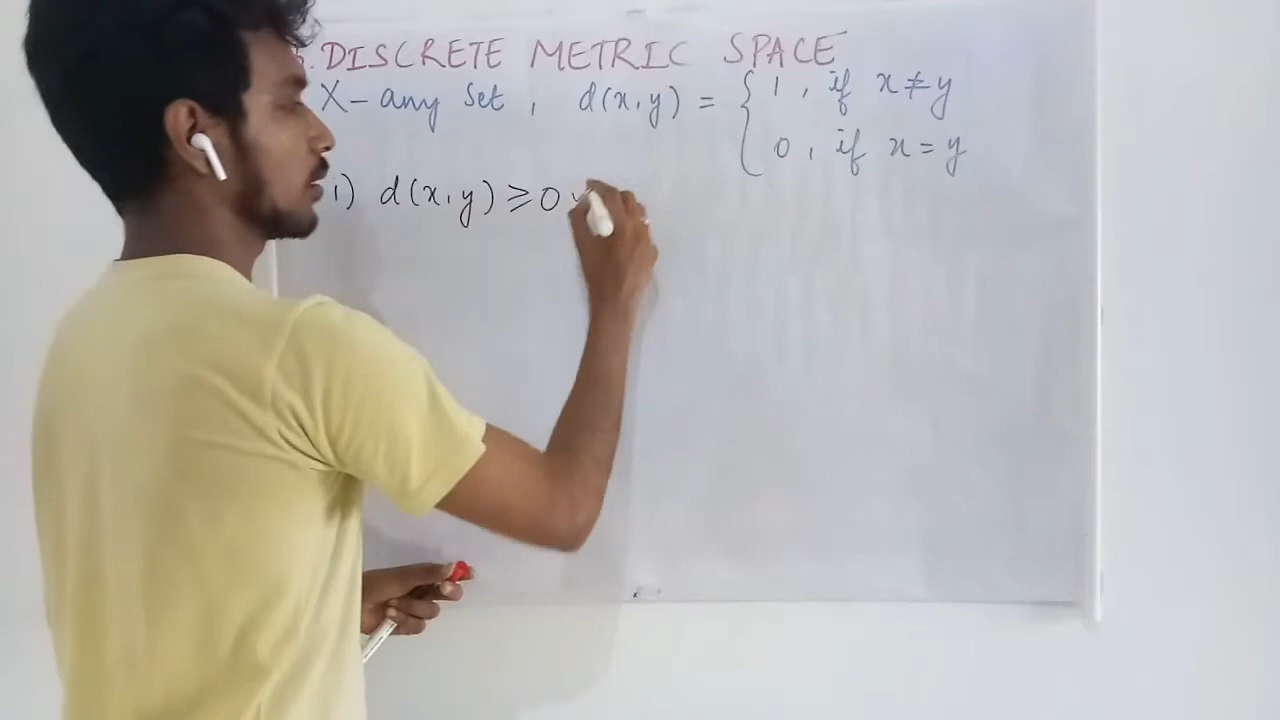 . DISCRETE METRIC SPACE
X - any set , d(x,y) = { 1 , if x ≠ y
0 , if x = y
1) d(x,y) ≥ 0